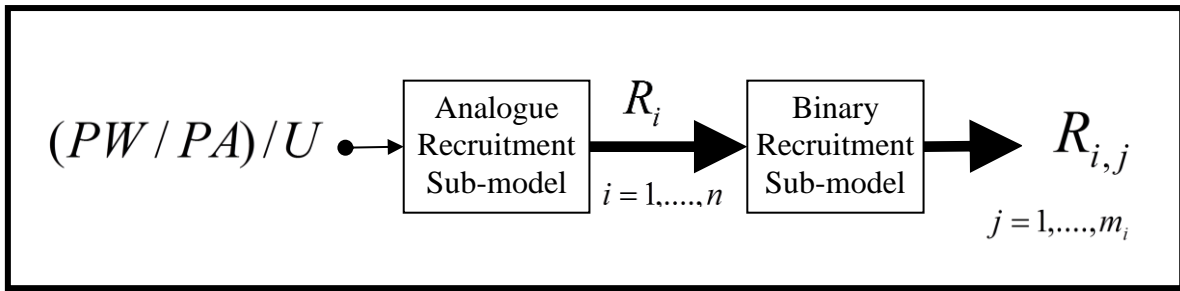 (PW / PA) / U
Analogue
Recruitment
Sub-model
R_i
i = 1,....,n
Binary
Recruitment
Sub-model
R_{i,j}
j = 1,....,m_i